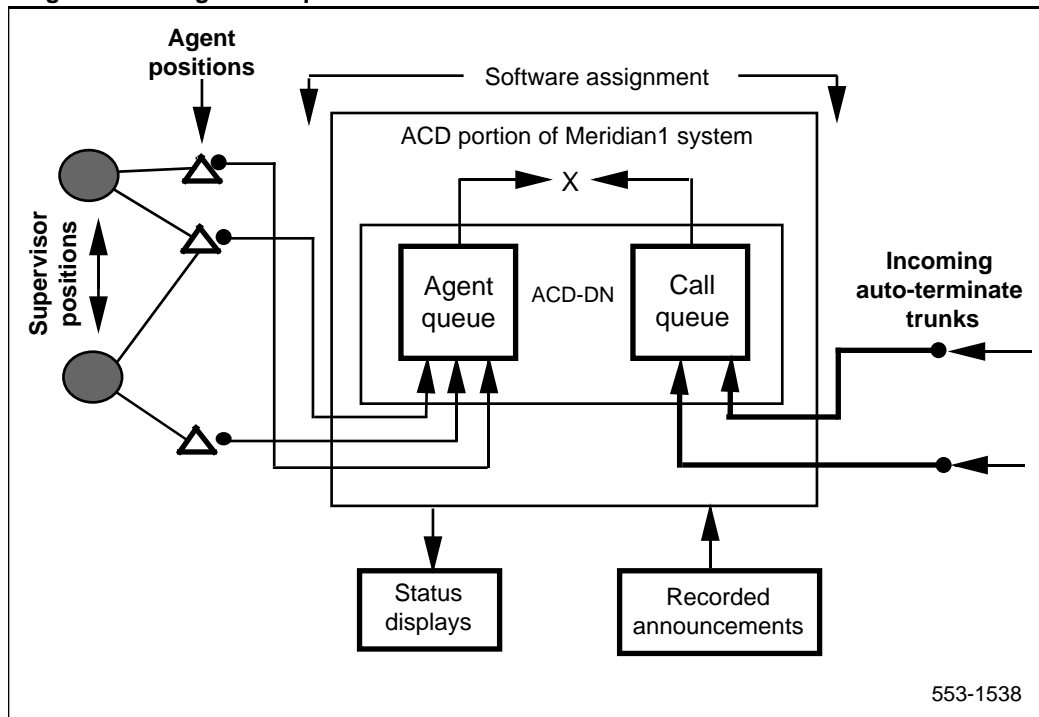 Agent
positions
Software assignment
ACD portion of Meridian1 system
X
Supervisor
positions
Agent
queue
ACD-DN
Call
queue
Incoming
auto-terminate
trunks
Status
displays
Recorded
announcements
553-1538